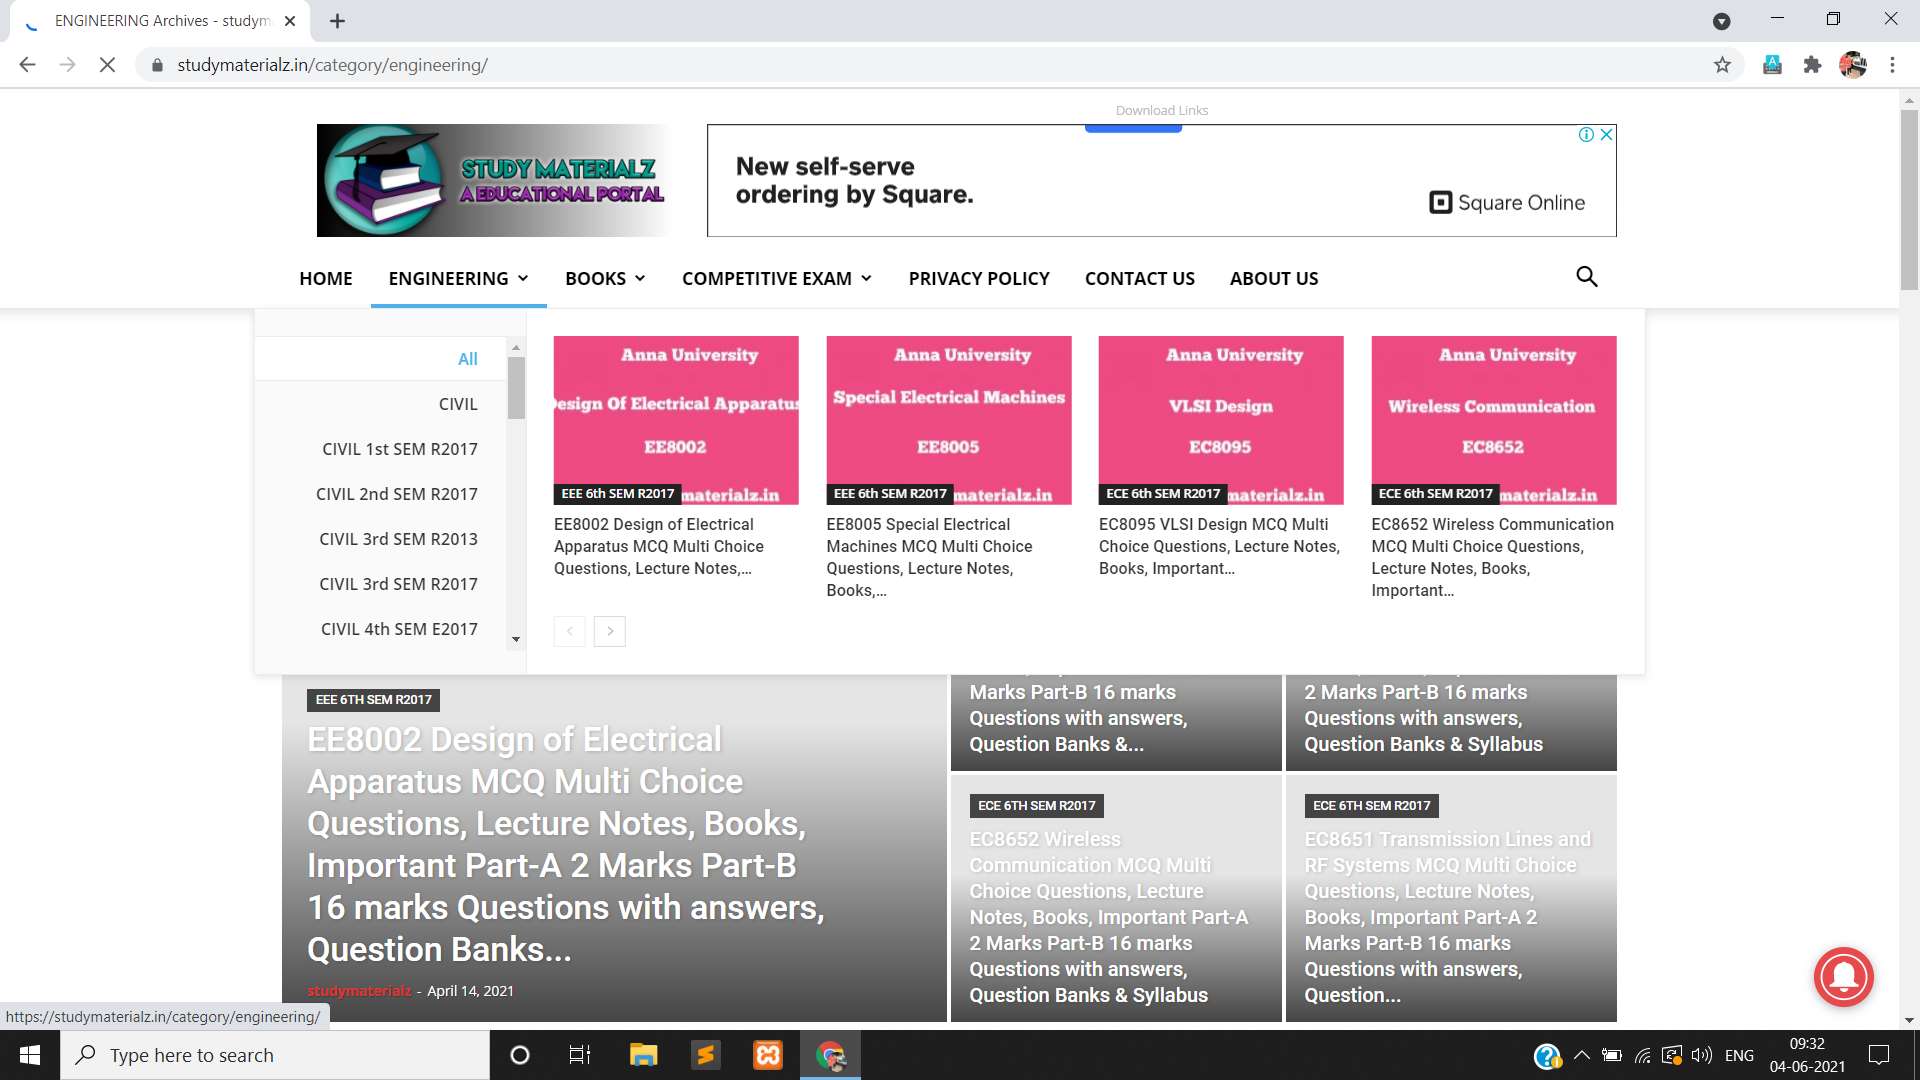 ENGINEERING Archives - studym
studymaterialz.in/category/engineering/
Download Links
STUDY MATERIALZ
A EDUCATIONAL PORTAL
New self-serve
ordering by Square.
Square Online
HOME
ENGINEERING
BOOKS
COMPETITIVE EXAM
PRIVACY POLICY
CONTACT US
ABOUT US
All
CIVIL
CIVIL 1st SEM R2017
CIVIL 2nd SEM R2017
CIVIL 3rd SEM R2013
CIVIL 3rd SEM R2017
CIVIL 4th SEM E2017
Anna University
Design Of Electrical Apparatus
EE8002
EEE 6th SEM R2017
materialz.in
EE8002 Design of Electrical
Apparatus MCQ Multi Choice
Questions, Lecture Notes,...
Anna University
Special Electrical Machines
EE8005
EEE 6th SEM R2017
materialz.in
EE8005 Special Electrical
Machines MCQ Multi Choice
Questions, Lecture Notes,
Books,...
Anna University
VLSI Design
EC8095
ECE 6th SEM R2017
materialz.in
EC8095 VLSI Design MCQ Multi
Choice Questions, Lecture Notes,
Books, Important...
Anna University
Wireless Communication
EC8652
ECE 6th SEM R2017
materialz.in
EC8652 Wireless Communication
MCQ Multi Choice Questions,
Lecture Notes, Books,
Important...
EEE 6TH SEM R2017
EE8002 Design of Electrical
Apparatus MCQ Multi Choice
Questions, Lecture Notes, Books,
Important Part-A 2 Marks Part-B
16 marks Questions with answers,
Question Banks...
studymaterialz - April 14, 2021
Marks Part-B 16 marks
Questions with answers,
Question Banks &...
2 Marks Part-B 16 marks
Questions with answers,
Question Banks & Syllabus
ECE 6TH SEM R2017
EC8652 Wireless
Communication MCQ Multi
Choice Questions, Lecture
Notes, Books, Important Part-A
2 Marks Part-B 16 marks
Questions with answers,
Question Banks & Syllabus
ECE 6TH SEM R2017
EC8651 Transmission Lines and
RF Systems MCQ Multi Choice
Questions, Lecture Notes,
Books, Important Part-A 2
Marks Part-B 16 marks
Questions with answers,
Question...
https://studymaterialz.in/category/engineering/
Type here to search
ENG
09:32
04-06-2021